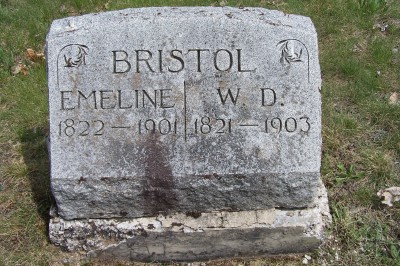 BRISTOL
EMELINE W. D.
1822 — 1901 1821 — 1903